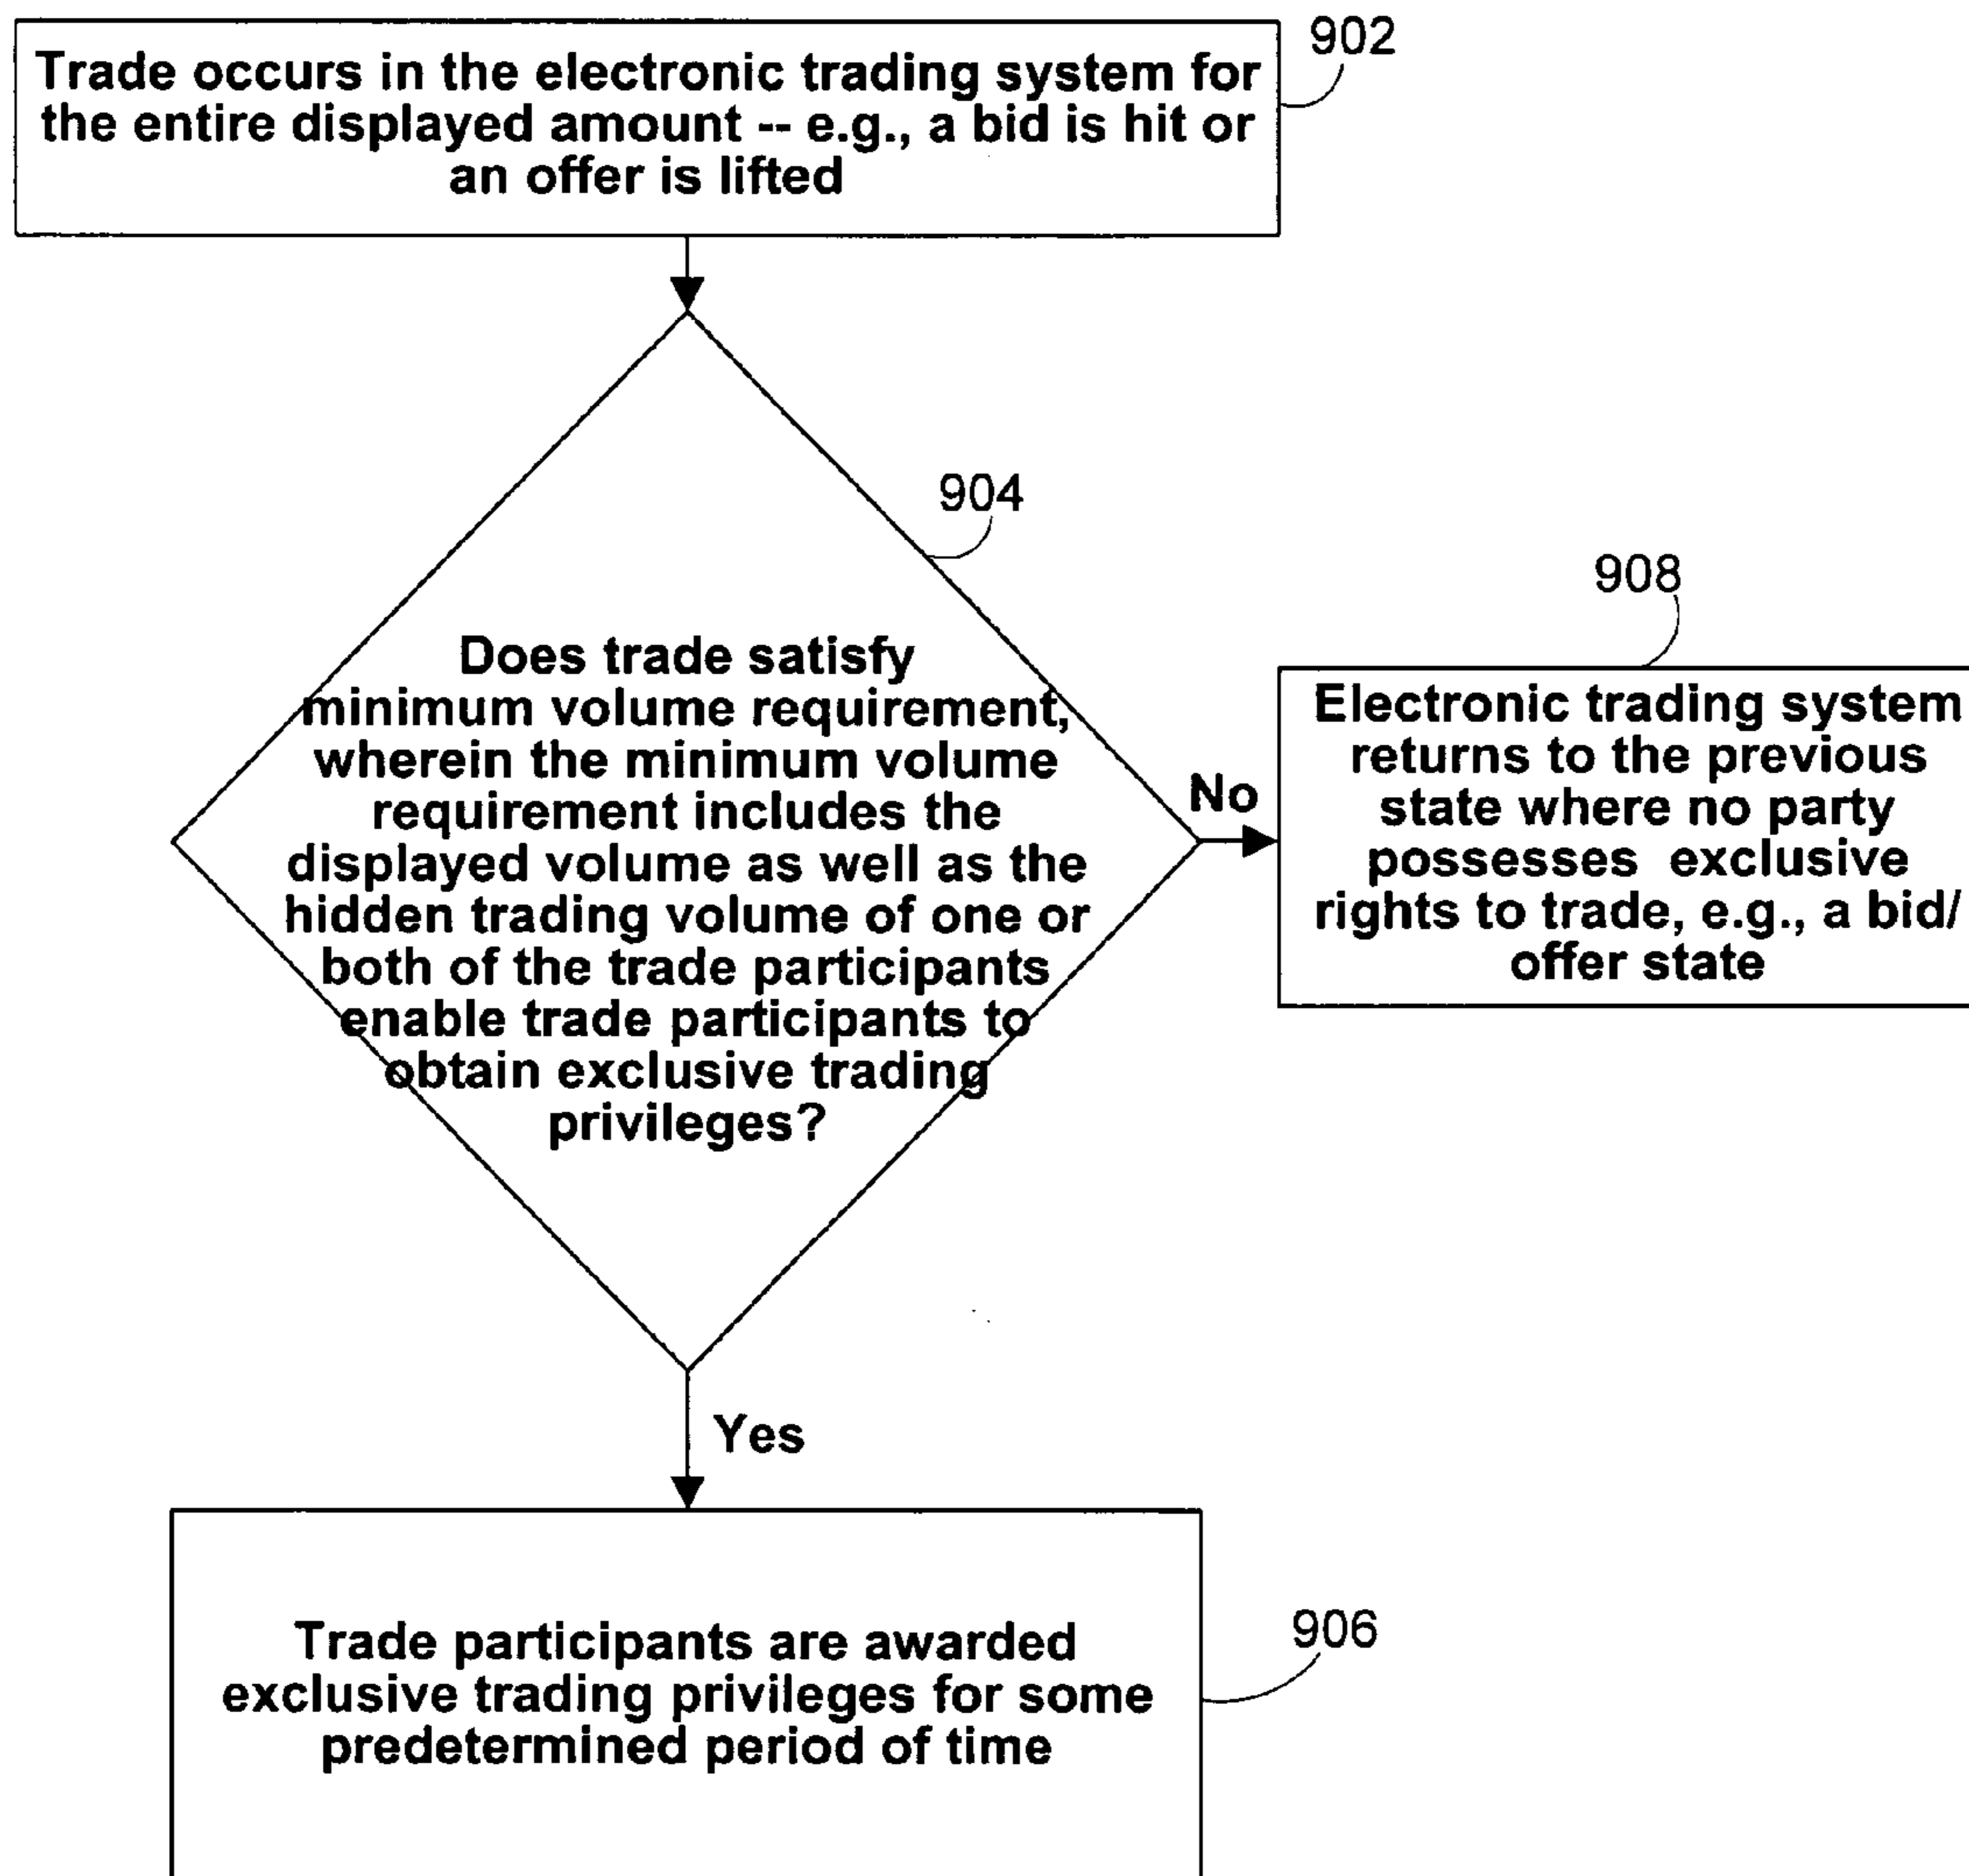 902
Trade occurs in the electronic trading system for
the entire displayed amount -- e.g., a bid is hit or
an offer is lifted
904
Does trade satisfy
minimum volume requirement,
wherein the minimum volume
requirement includes the
displayed volume as well as the
hidden trading volume of one or
both of the trade participants
enable trade participants to
obtain exclusive trading
privileges?
No
908
Electronic trading system
returns to the previous
state where no party
possesses exclusive
rights to trade, e.g., a bid/
offer state
Yes
906
Trade participants are awarded
exclusive trading privileges for some
predetermined period of time